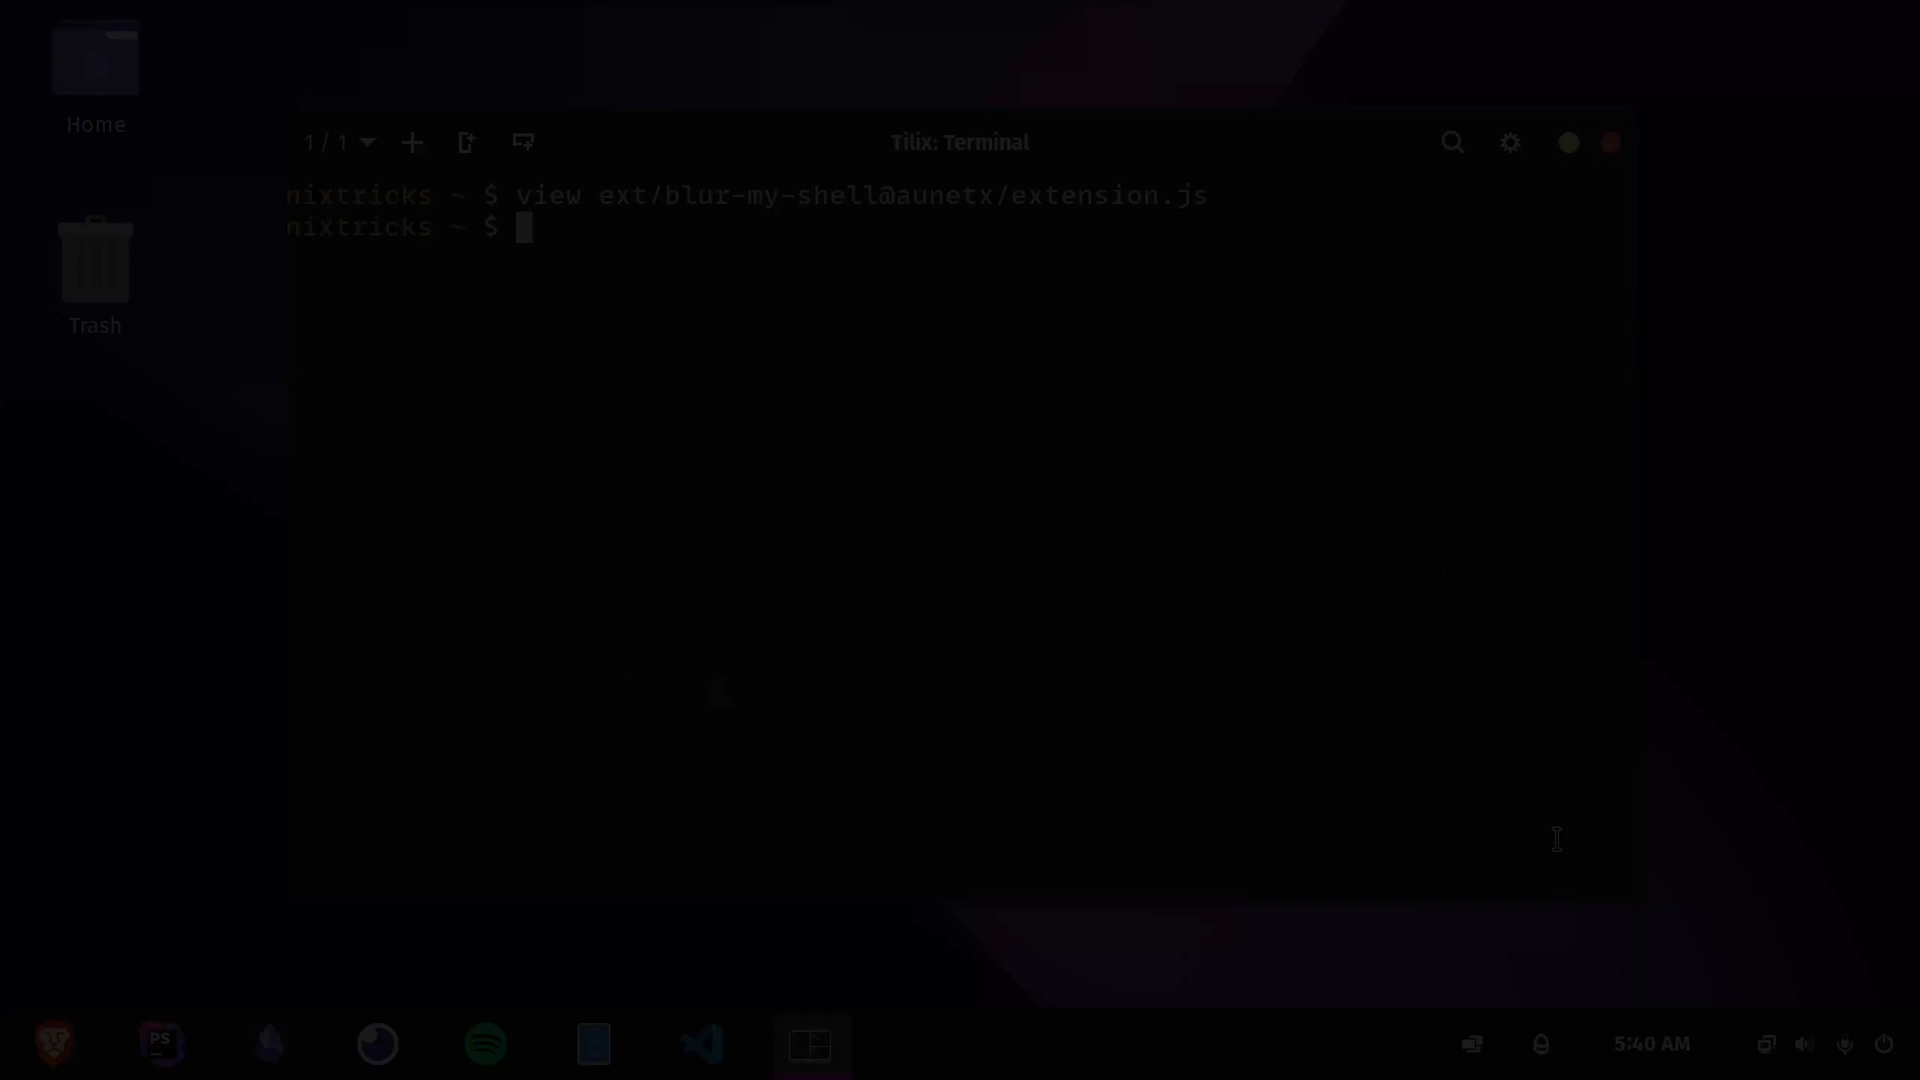 Home
Trash
1 / 1
Tilix: Terminal
nixtricks ~ $ view ext/blur-my-shell@aunetx/extension.js
nixtricks ~ $
PS
5:40 AM